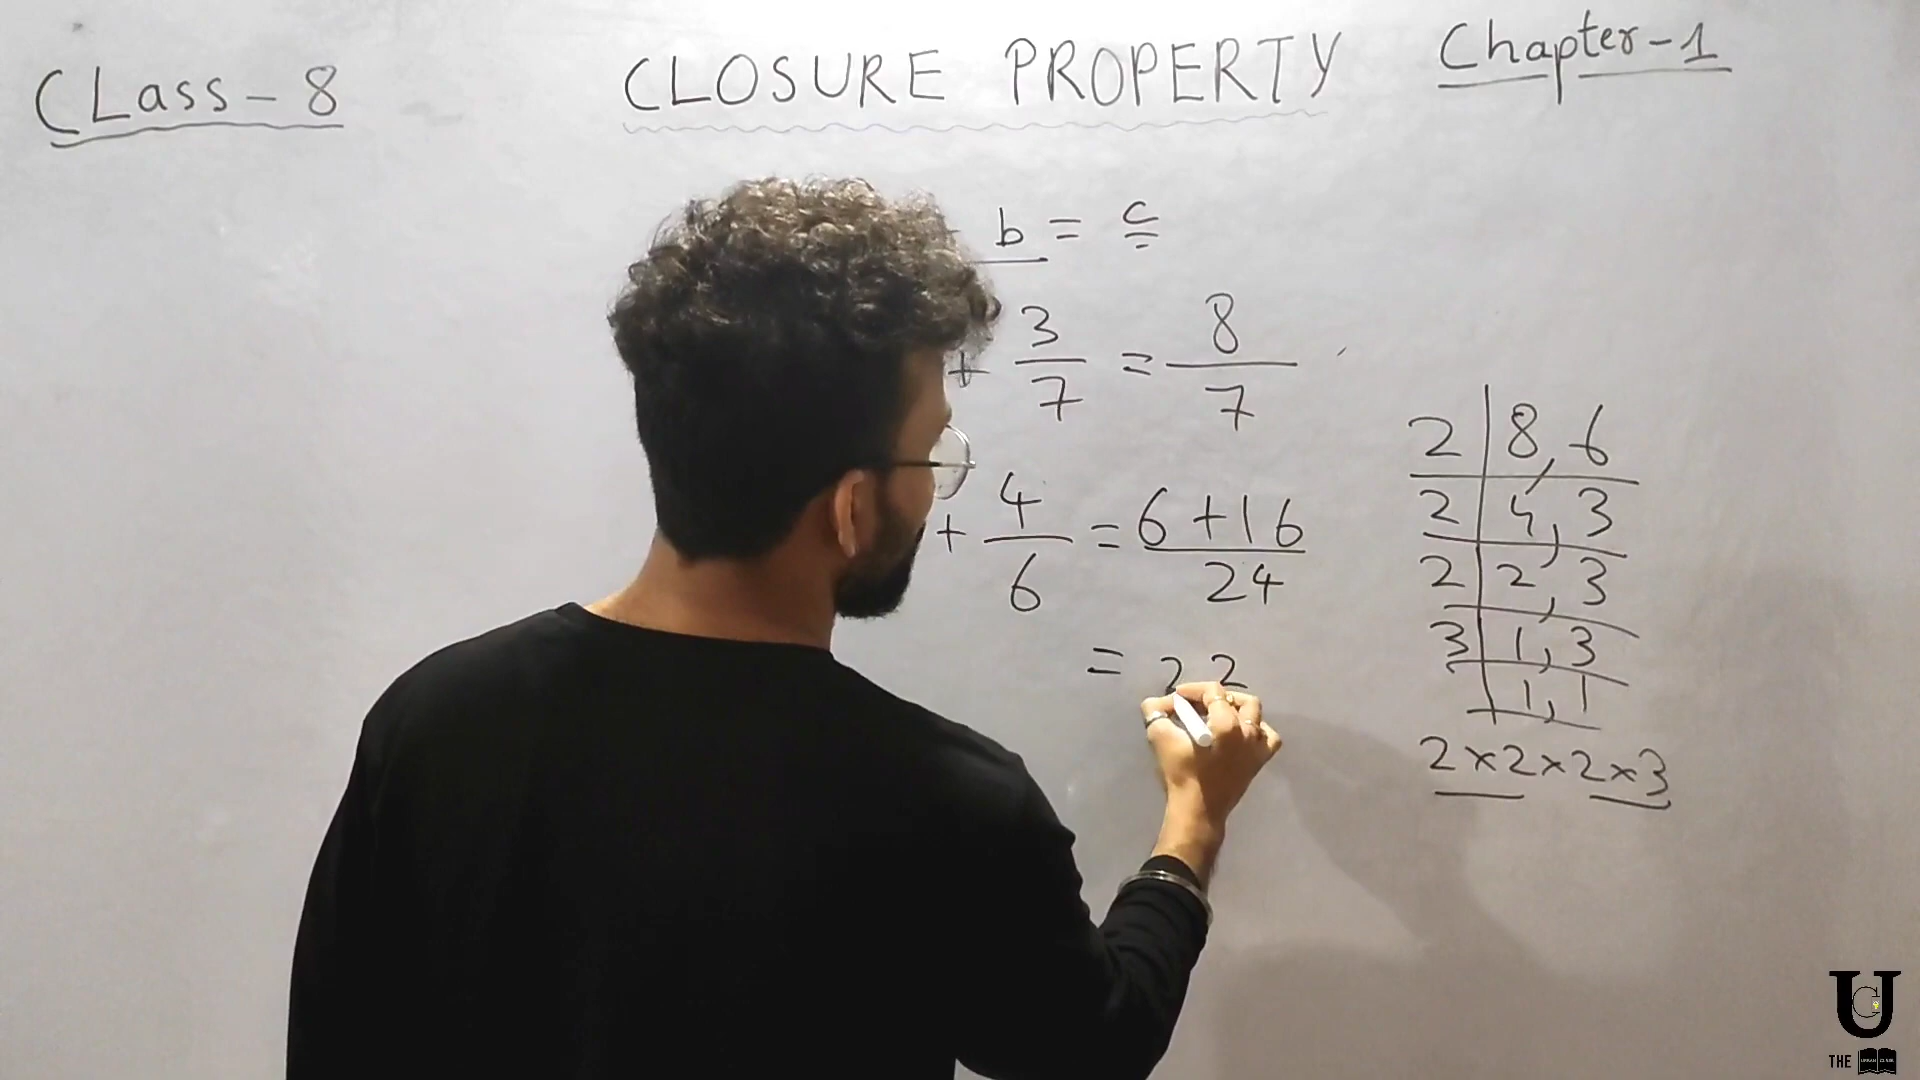 CLass - 8
CLOSURE PROPERTY
Chapter - 1
b = c
+ 3/7 = 8/7
+ 4/6 = 6 + 16/24
= 22
2 | 8, 6
2 | 4, 3
2 | 2, 3
3 | 1, 3
| 1, 1
2 × 2 × 2 × 3
UC
THE